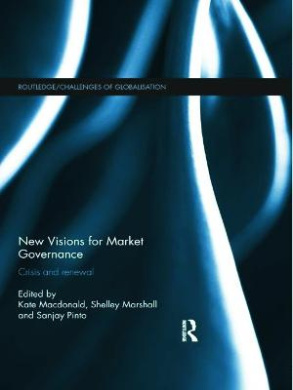 ROUTLEDGE/CHALLENGES OF GLOBALISATION
New Visions for Market
Governance
Crisis and renewal
Edited by
Kate Macdonald, Shelley Marshall
and Sanjay Pinto
R